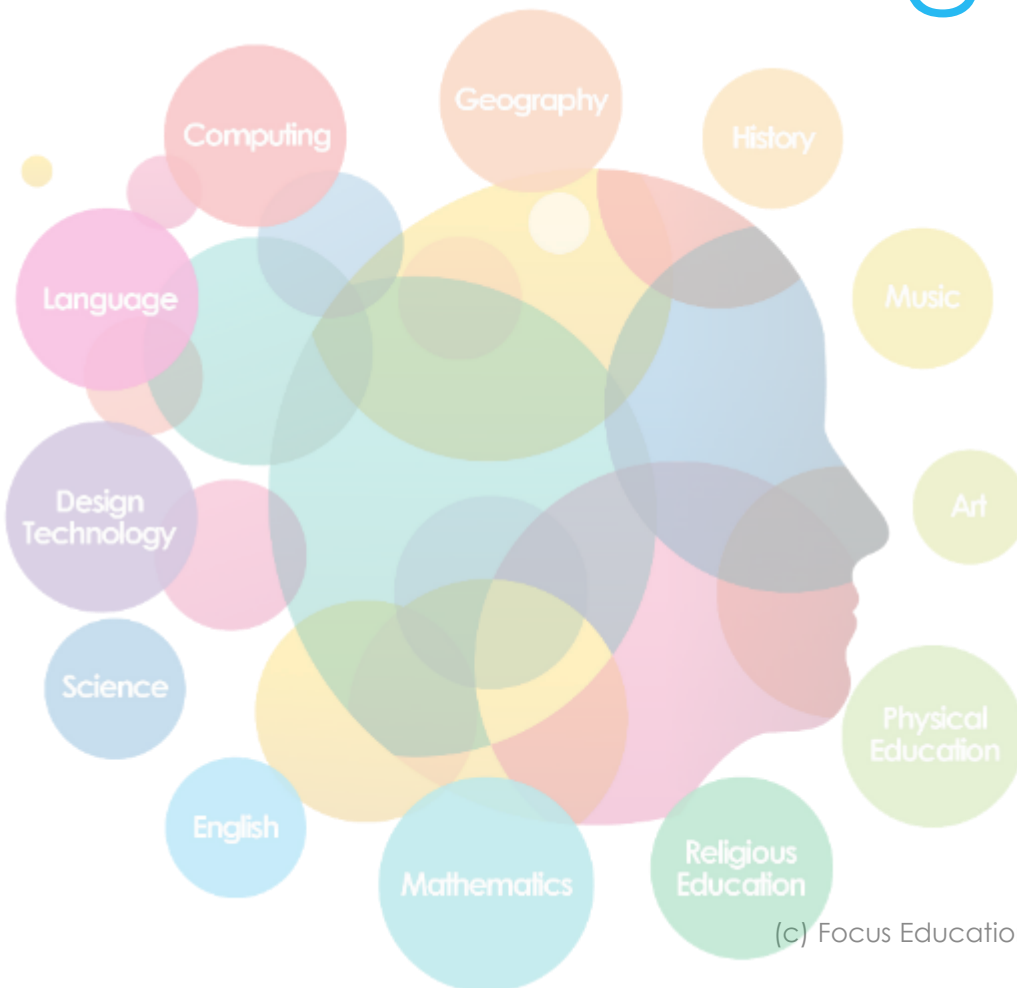 Geography
Computing
History
Language
Music
Design
Technology
Art
Science
Physical
Education
English
Mathematics
Religious
Education
(c) Focus Educatio